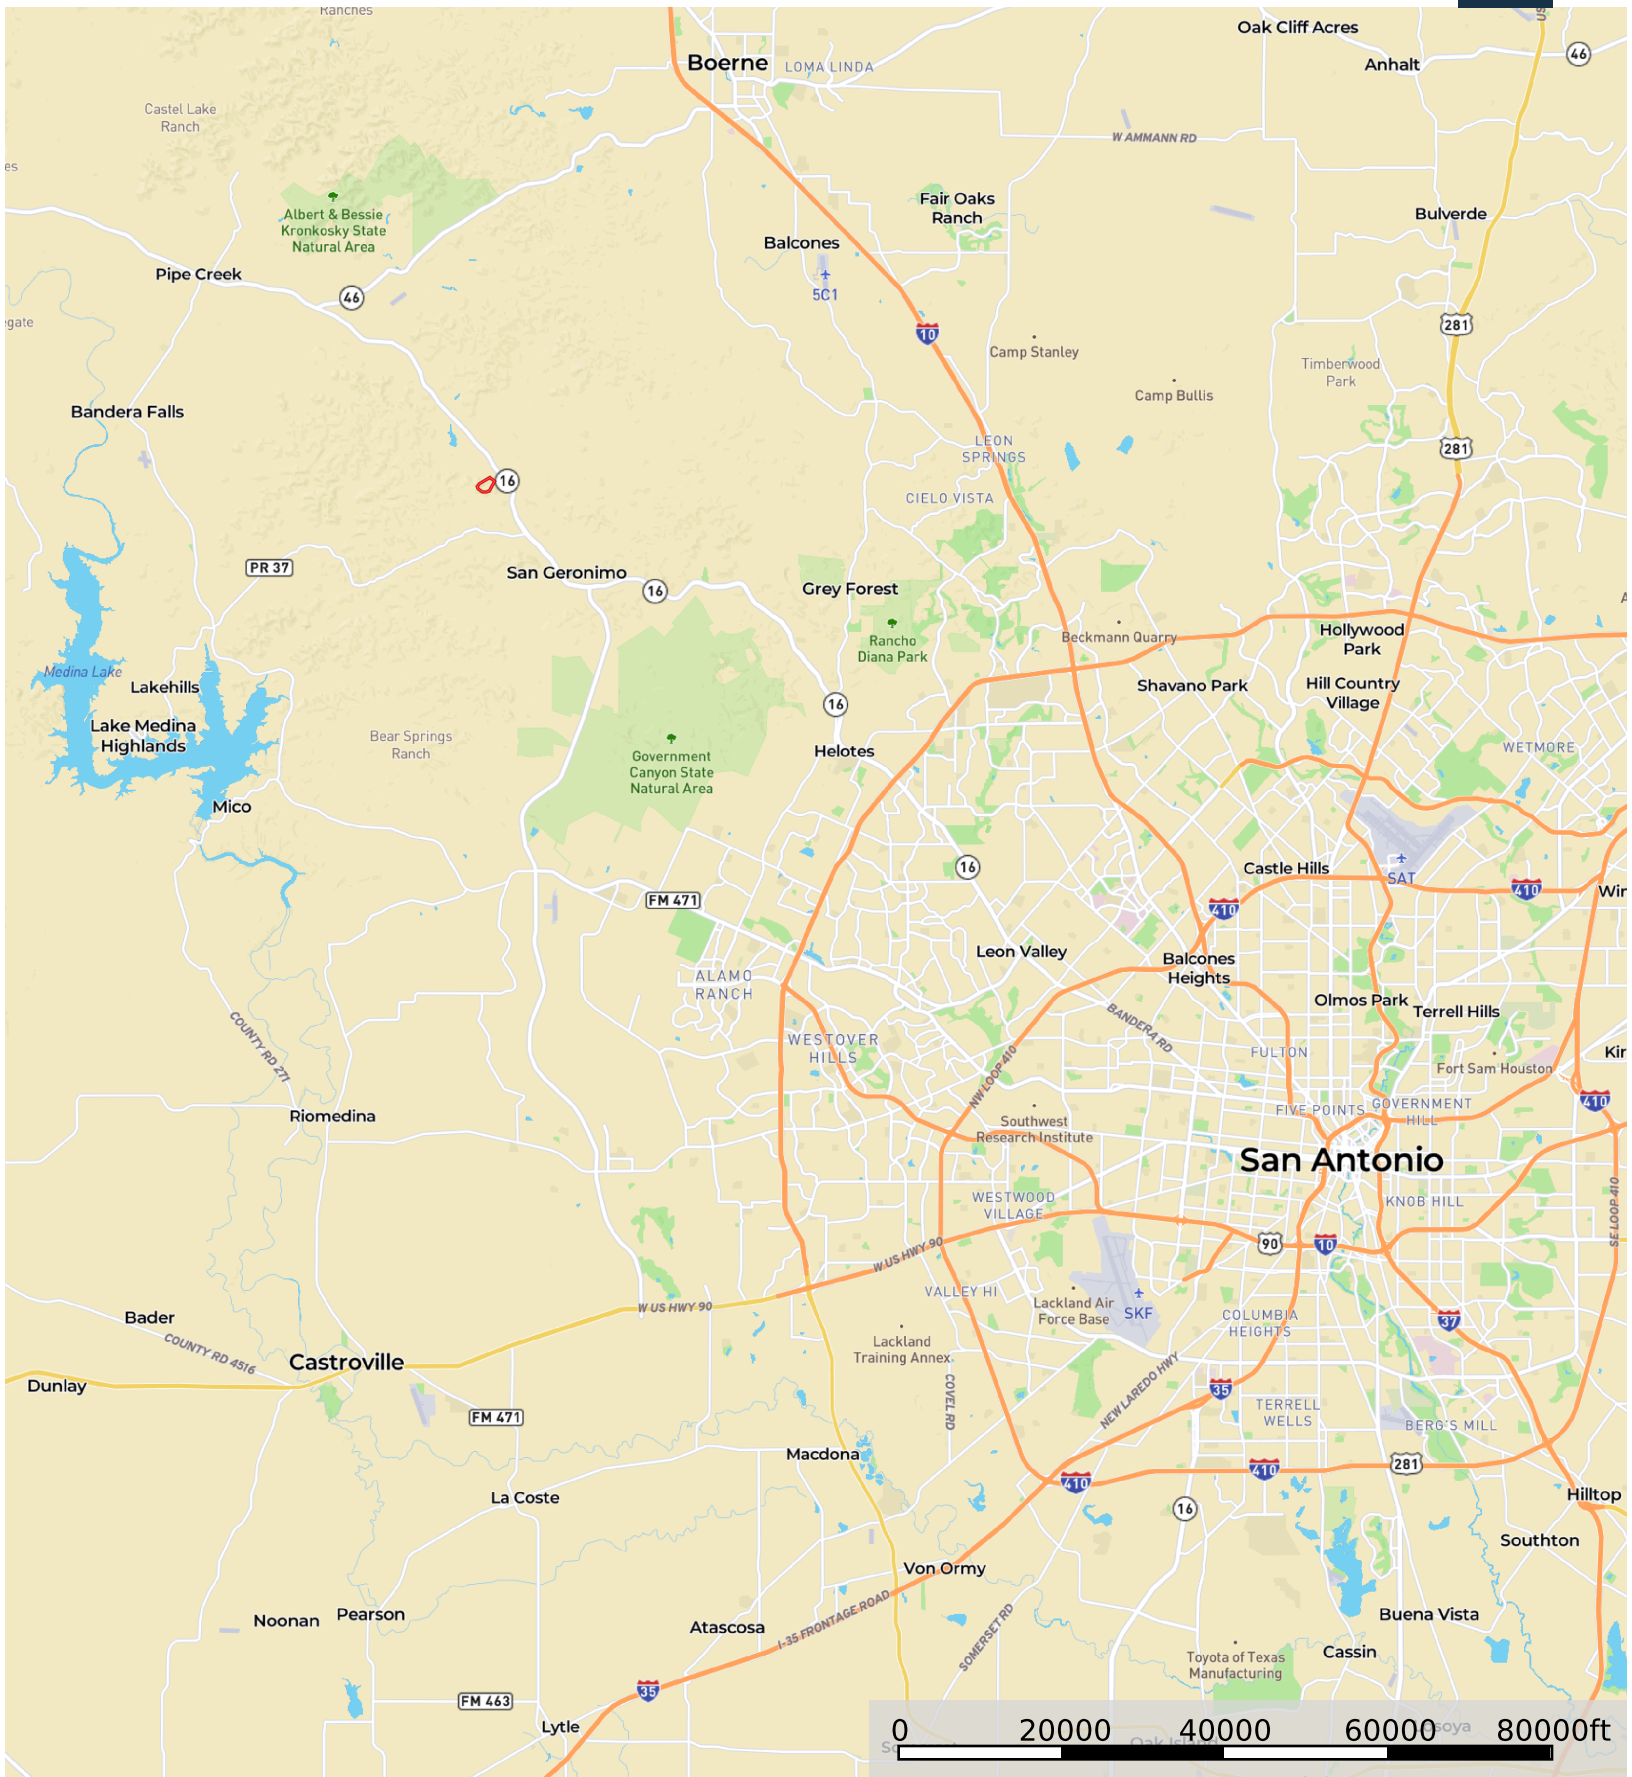 Ranches
Oak Cliff Acres
US
46
Boerne
LOMA LINDA
Anhalt
Castel Lake
Ranch
W AMMANN RD
es
Albert & Bessie
Kronkosky State
Natural Area
Fair Oaks
Ranch
Bulverde
Balcones
Pipe Creek
46
5C1
egate
10
281
Camp Stanley
Timberwood
Park
Camp Bullis
Bandera Falls
LEON
SPRINGS
281
16
CIELO VISTA
PR 37
San Geronimo
16
Grey Forest
A
Rancho
Diana Park
Beckmann Quarry
Hollywood
Park
Medina Lake
Lakehills
Shavano Park
Hill Country
Village
16
Lake Medina
Highlands
Bear Springs
Ranch
Helotes
WETMORE
Government
Canyon State
Natural Area
Mico
16
Castle Hills
SAT
410
Win
FM 471
410
Leon Valley
Balcones
Heights
ALAMO
RANCH
Olmos Park
Terrell Hills
BANDERA RD
COUNTY RD 271
WESTOVER
HILLS
FULTON
Kir
Fort Sam Houston
NW LOOP 410
410
Riomedina
Southwest
Research Institute
FIVE POINTS
GOVERNMENT
HILL
San Antonio
WESTWOOD
VILLAGE
KNOB HILL
SE LOOP 410
90
10
W US HWY 90
VALLEY HI
Lackland Air
Force Base
SKF
W US HWY 90
Bader
COLUMBIA
HEIGHTS
37
COUNTY RD 4516
Lackland
Training Annex
Castroville
Dunlay
COVEL RD
NEW LAREDO HWY
35
FM 471
TERRELL
WELLS
BERG'S MILL
Macdona
410
410
281
La Coste
16
Hilltop
Southton
Von Ormy
Noonan
Pearson
Atascosa
I-35 FRONTAGE ROAD
SOMERSET RD
Buena Vista
Cassin
Toyota of Texas
Manufacturing
35
FM 463
Lytle
0 20000 40000 60000 80000ft
Losoya
Oak Island